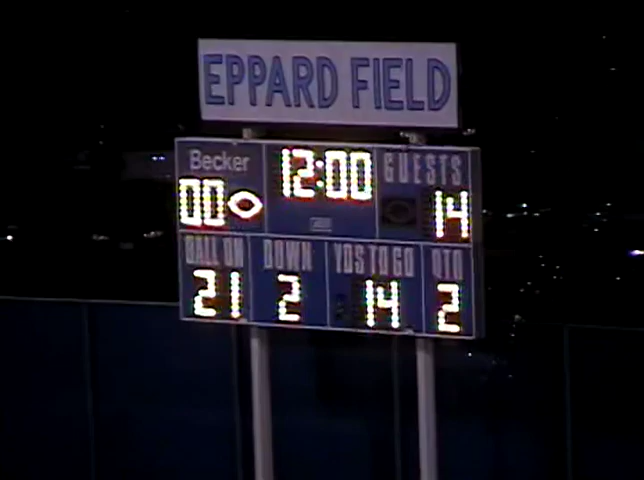 EPPARD FIELD
Becker 12:00 GUESTS
00 14
BALL ON DOWN YDS TO GO QTR
21 2 14 2